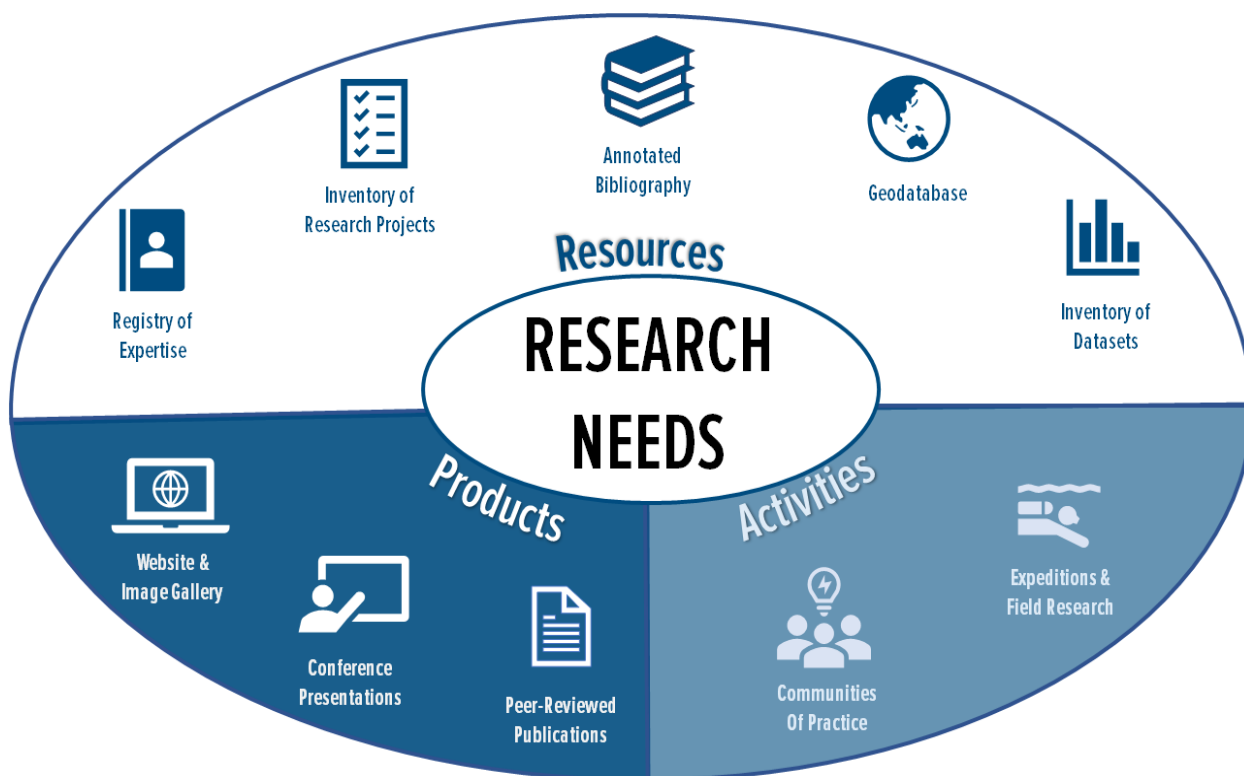 Annotated
Bibliography
Inventory of
Research Projects
Geodatabase
Registry of
Expertise
Inventory of
Datasets
Resources
RESEARCH
NEEDS
Products
Website &
Image Gallery
Conference
Presentations
Peer-Reviewed
Publications
Activities
Communities
Of Practice
Expeditions &
Field Research